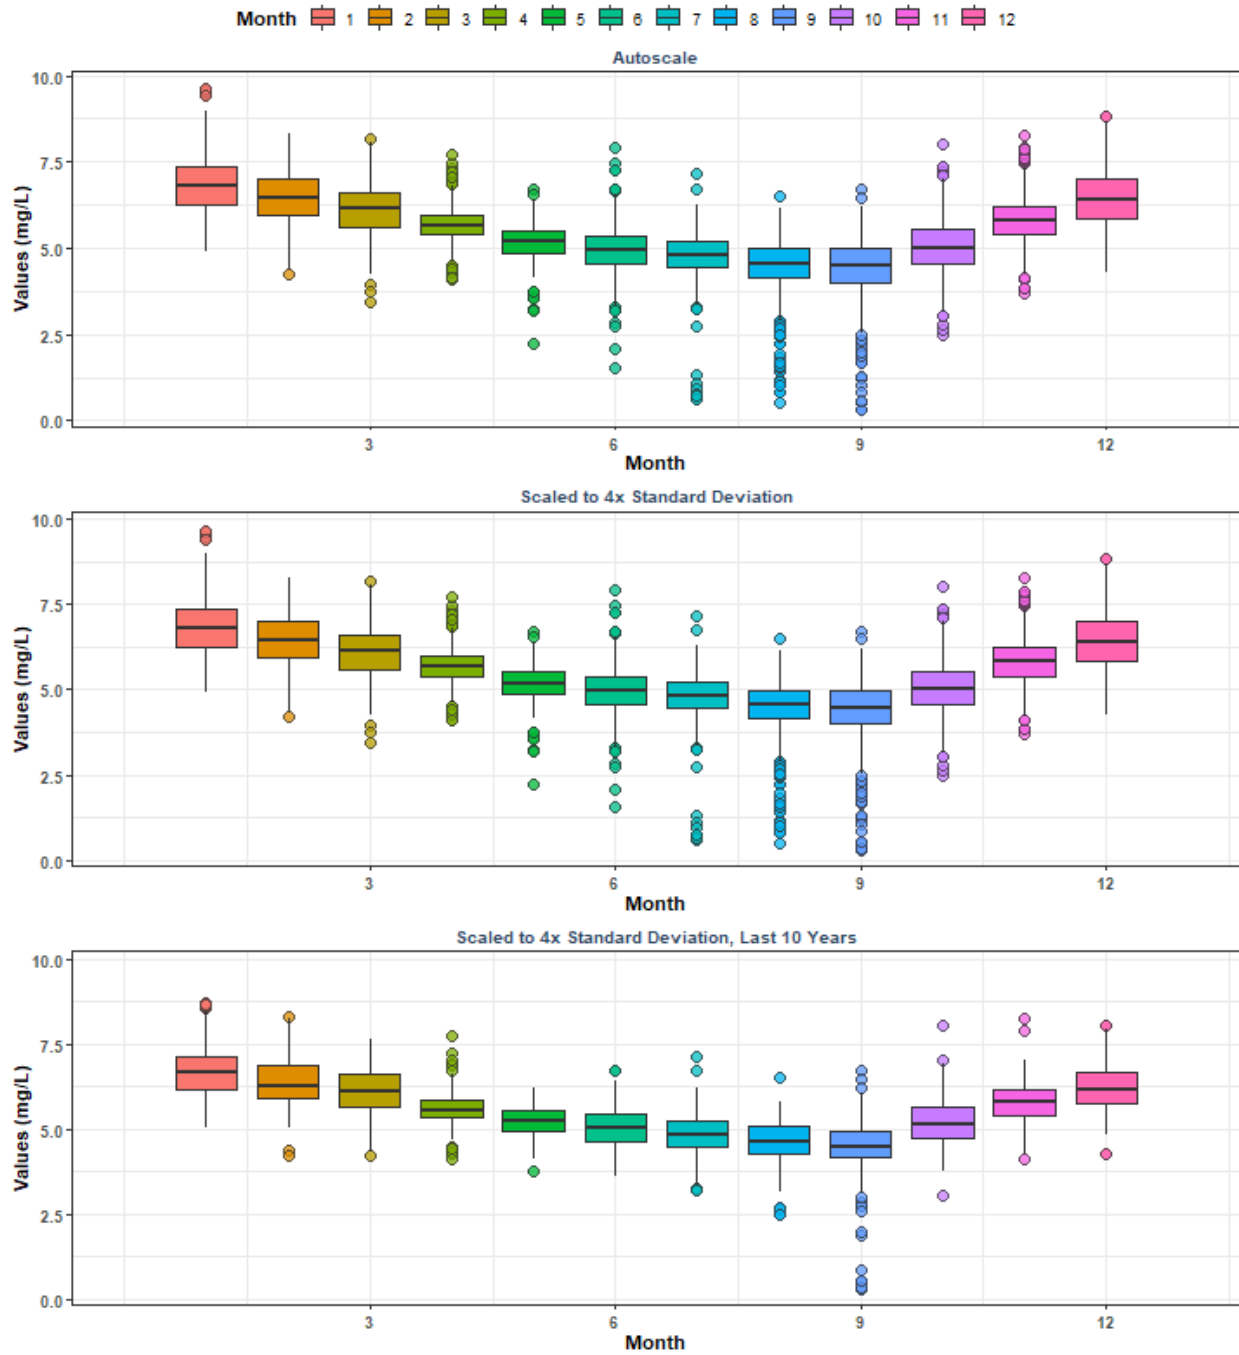 Month 1 2 3 4 5 6 7 8 9 10 11 12
Autoscale
Values (mg/L)
10.0
7.5
5.0
2.5
0.0
3 6 9 12
Month
Scaled to 4x Standard Deviation
Values (mg/L)
10.0
7.5
5.0
2.5
0.0
3 6 9 12
Month
Scaled to 4x Standard Deviation, Last 10 Years
Values (mg/L)
10.0
7.5
5.0
2.5
0.0
3 6 9 12
Month